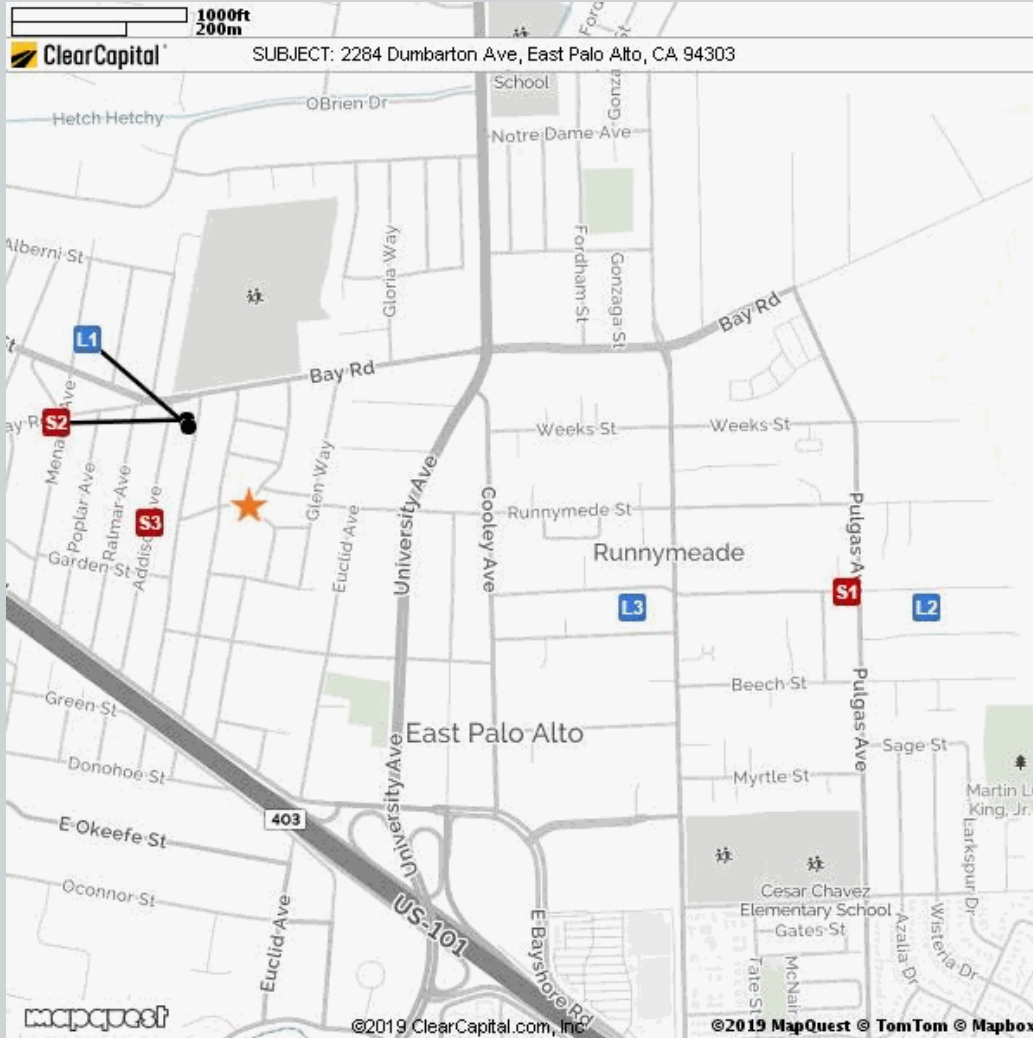 1000ft
200m
ClearCapital
SUBJECT: 2284 Dumbarton Ave, East Palo Alto, CA 94303
School
OBrien Dr
Hetch Hetchy
Notre Dame Ave
Alberni St
Gloria Way
Fordham St
Gonzaga St
L1
Bay Rd
Bay Rd
S2
Weeks St
Weeks St
Poplar Ave
Ralmar Ave
S3
Glen Way
Euclid Ave
University Ave
Cooley Ave
Runnymede St
Runnymeade
Garden St
L3
S1
L2
Pulgas Ave
Beech St
Green St
East Palo Alto
University Ave
Sage St
Donohoe St
Myrtle St
Martin Lu
King, Jr.
403
E Okeefe St
Larkspur Dr
Oconnor St
University Ave
US-101
Cesar Chavez
Elementary School
Gates St
Euclid Ave
E Bayshore Rd
Tate St
McNair
Azalia Dr
Wisteria Dr
mapquest
©2019 ClearCapital.com, Inc
©2019 MapQuest © TomTom © Mapbox